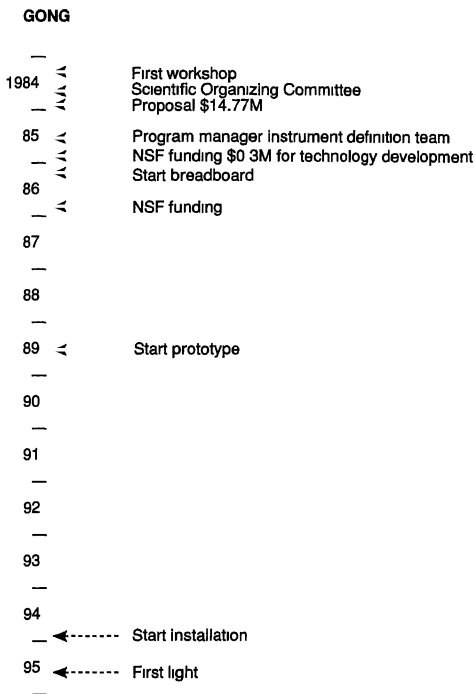 GONG
First workshop
1984
Scientific Organizing Committee
Proposal $14.77M
85 Program manager instrument definition team
NSF funding $0 3M for technology development
Start breadboard
86
NSF funding
87
88
89 Start prototype
90
91
92
93
94
Start installation
95 First light